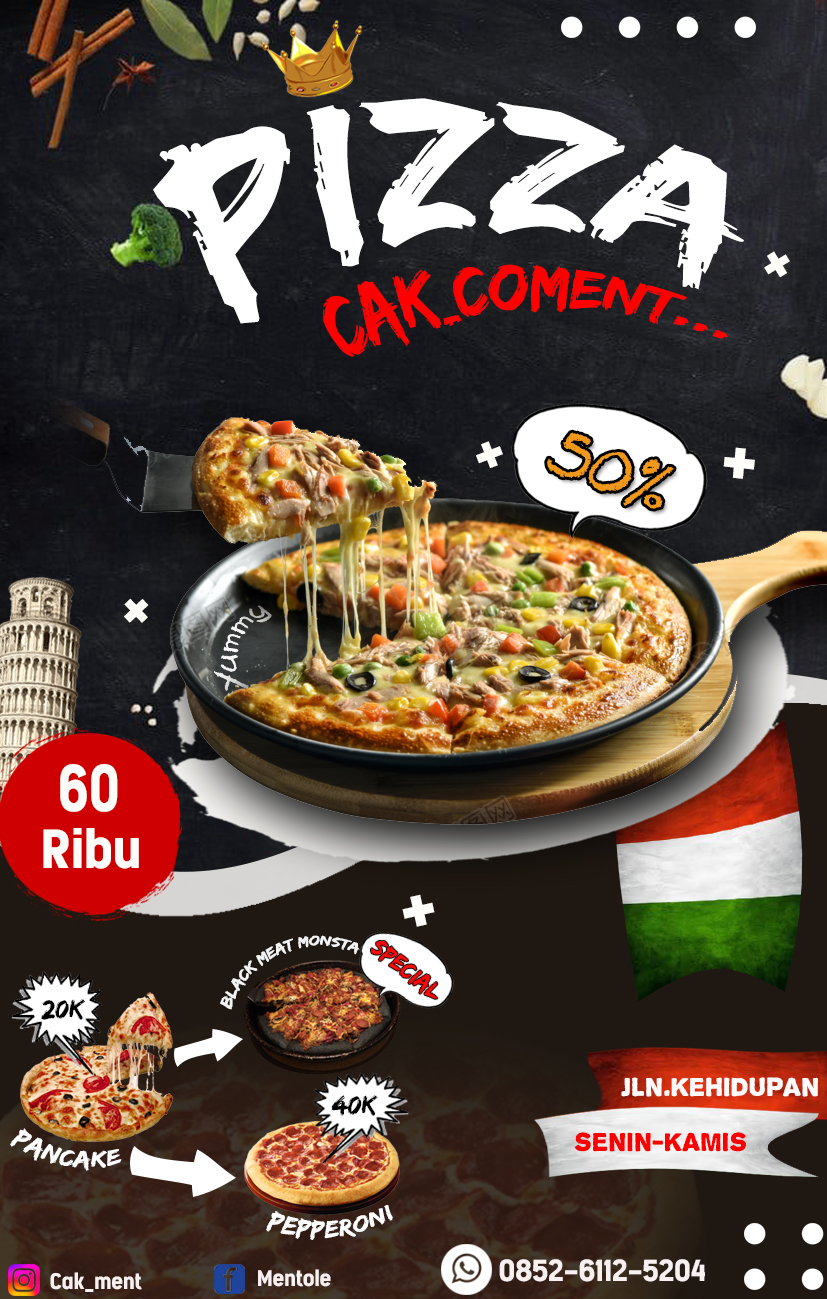 PIZZA
CAK_COMENT...
50%
Yummy
60
Ribu
BLACK MEAT MONSTA
SPECIAL
20K
PANCAKE
40K
PEPPERONI
JLN.KEHIDUPAN
SENIN-KAMIS
Cak_ment
Mentole
0852-6112-5204